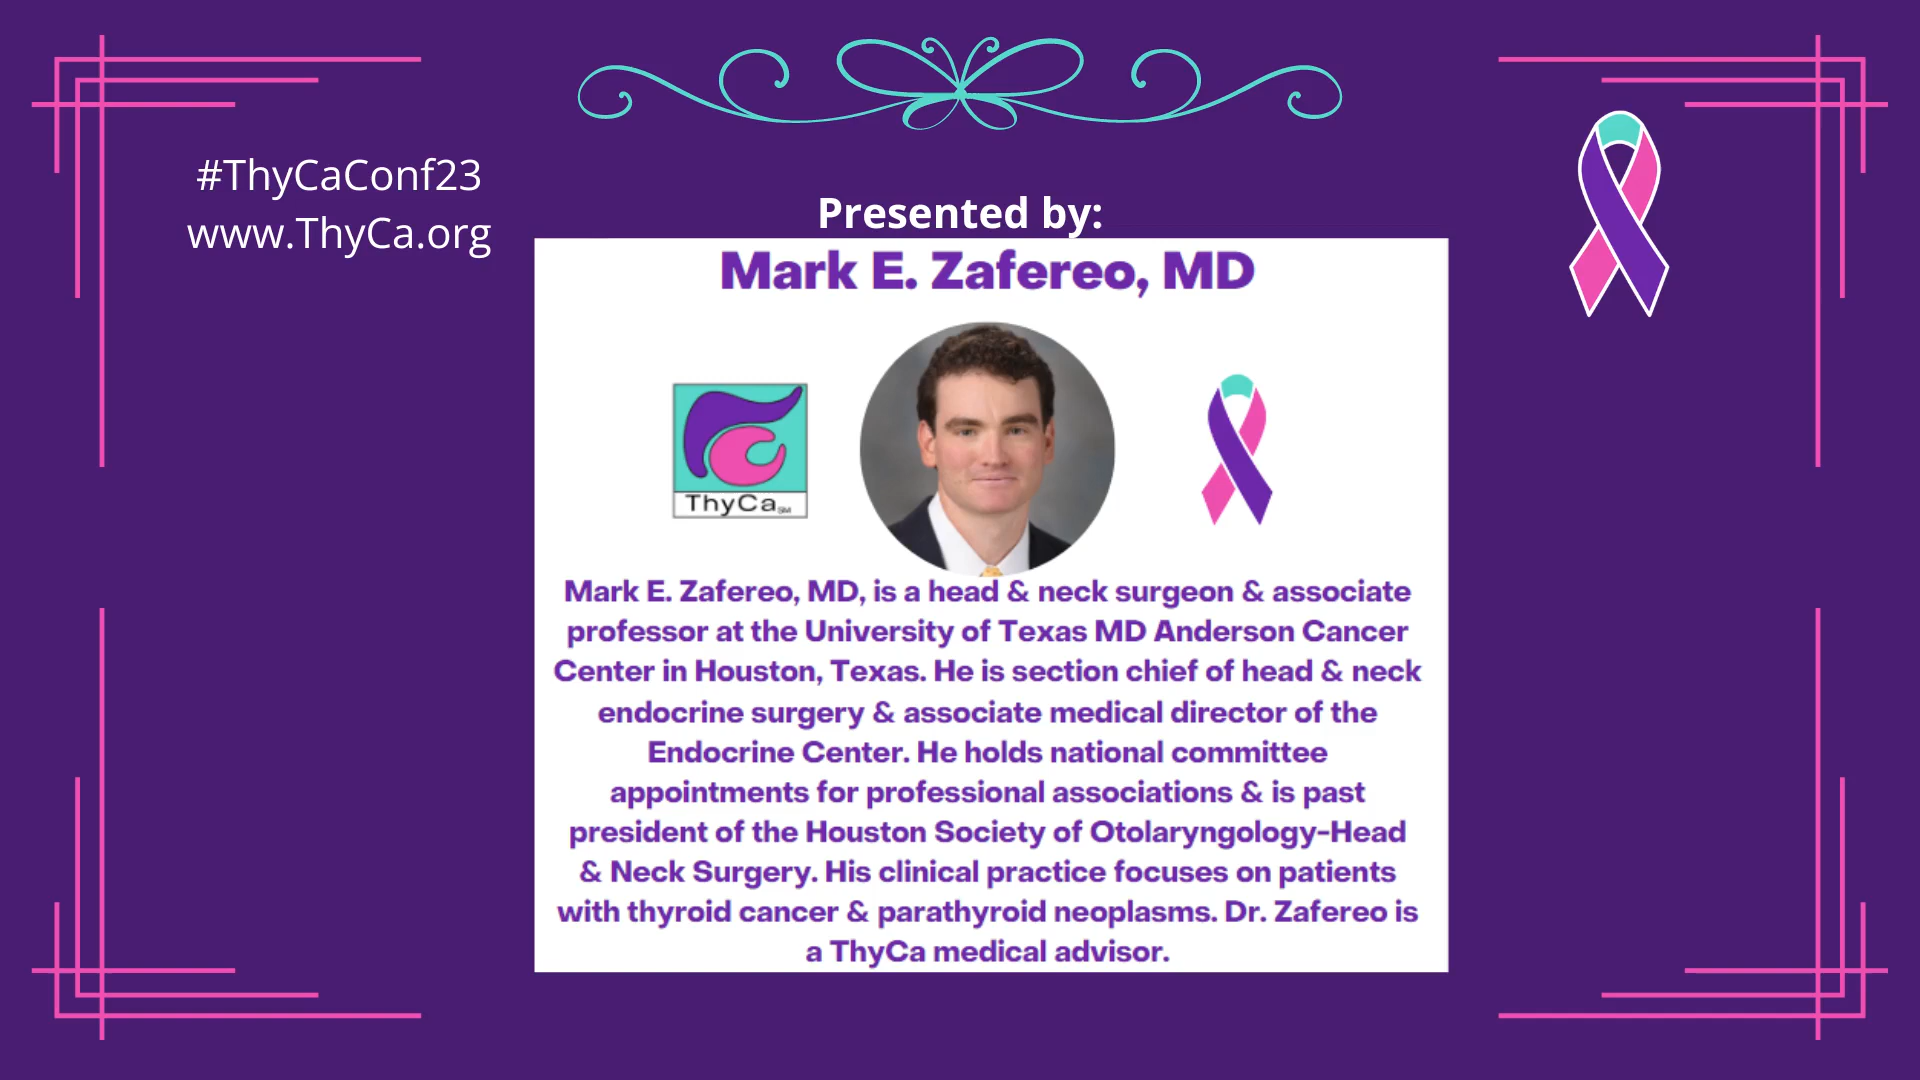 #ThyCaConf23
www.ThyCa.org
Presented by:
Mark E. Zafereo, MD
ThyCa SM
Mark E. Zafereo, MD, is a head & neck surgeon & associate
professor at the University of Texas MD Anderson Cancer
Center in Houston, Texas. He is section chief of head & neck
endocrine surgery & associate medical director of the
Endocrine Center. He holds national committee
appointments for professional associations & is past
president of the Houston Society of Otolaryngology-Head
& Neck Surgery. His clinical practice focuses on patients
with thyroid cancer & parathyroid neoplasms. Dr. Zafereo is
a ThyCa medical advisor.